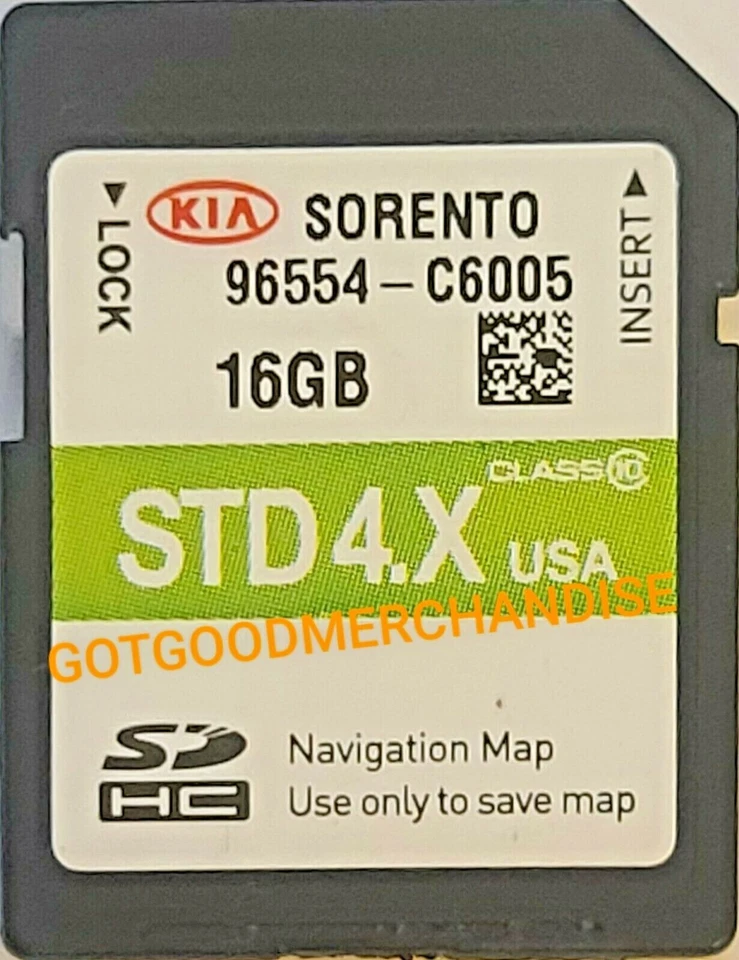 LOCK
KIA SORENTO
INSERT
96554-C6005
16GB
CLASS 10
STD 4.X USA
GOTGOODMERCHANDISE
SD Navigation Map
HC Use only to save map